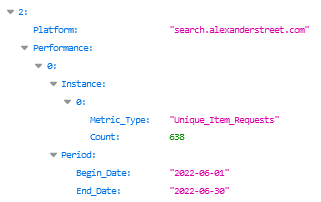 2:
Platform: "search.alexanderstreet.com"
Performance:
0:
Instance:
0:
Metric_Type: "Unique_Item_Requests"
Count: 638
Period:
Begin_Date: "2022-06-01"
End_Date: "2022-06-30"